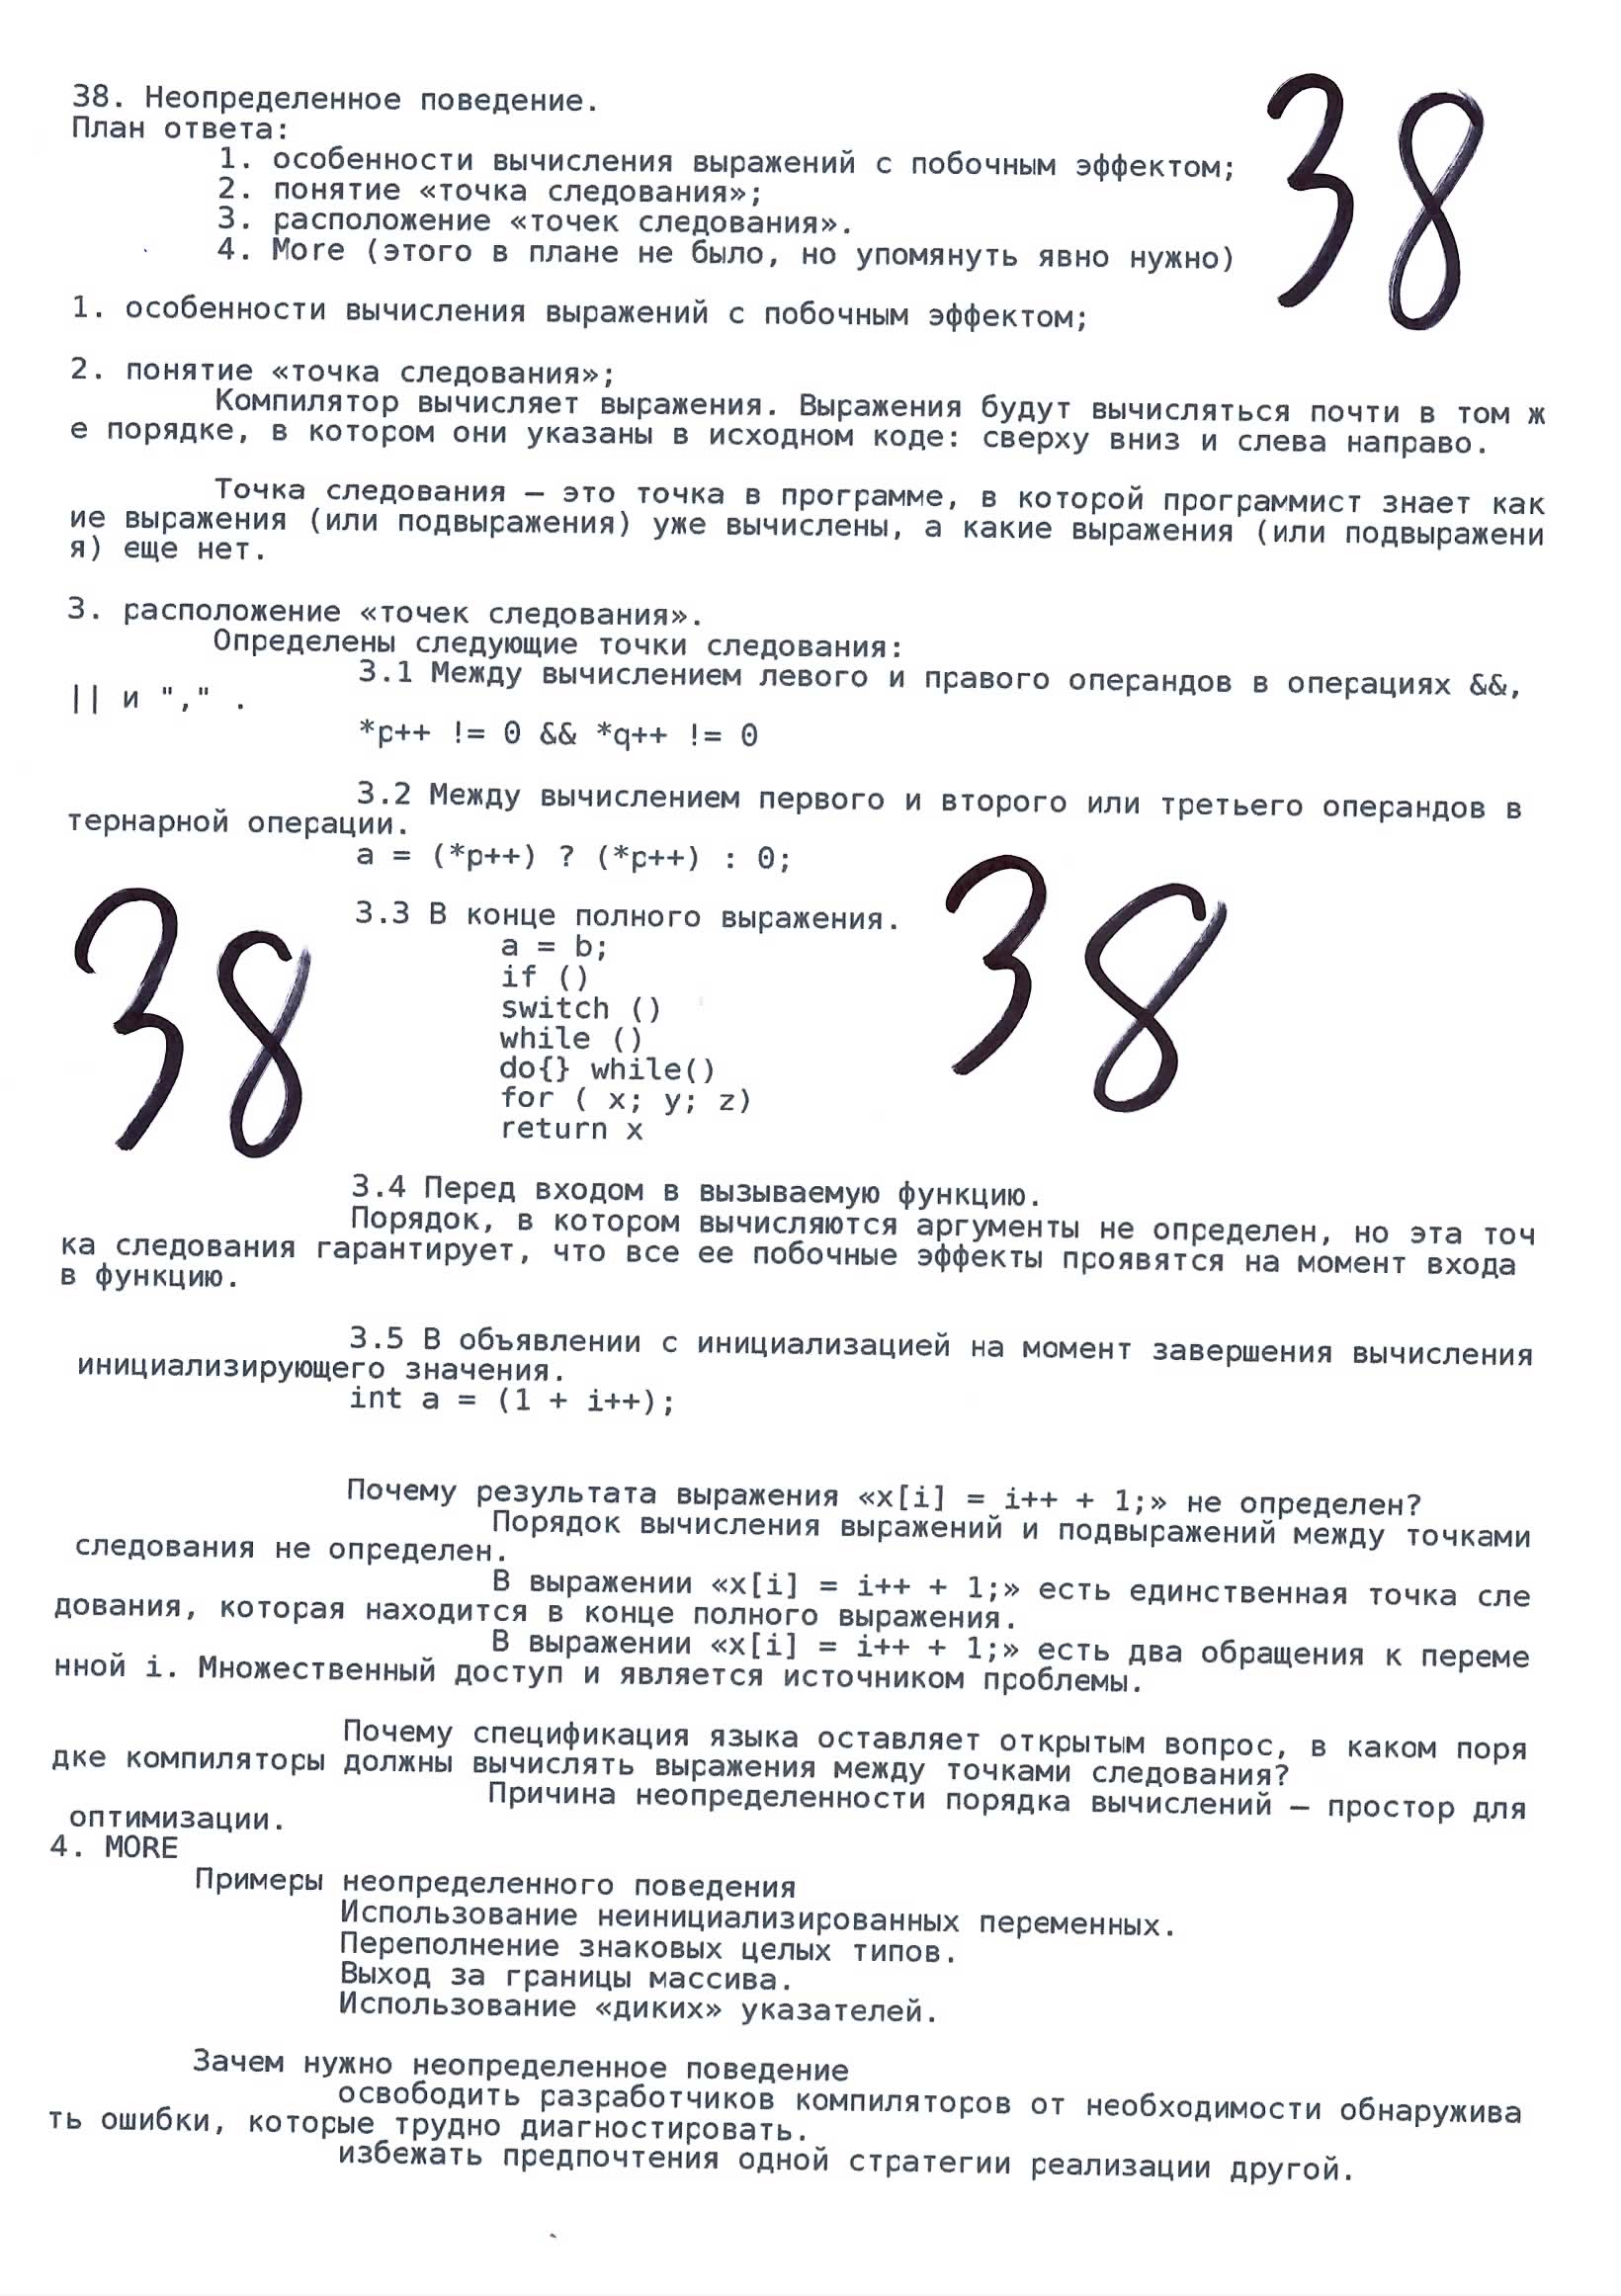 38. Неопределенное поведение.
План ответа:
1. особенности вычисления выражений с побочным эффектом;
2. понятие «точка следования»;
3. расположение «точек следования».
4. More (этого в плане не было, но упомянуть явно нужно)
38
1. особенности вычисления выражений с побочным эффектом;
2. понятие «точка следования»;
Компилятор вычисляет выражения. Выражения будут вычисляться почти в том ж
е порядке, в котором они указаны в исходном коде: сверху вниз и слева направо.
Точка следования – это точка в программе, в которой программист знает как
ие выражения (или подвыражения) уже вычислены, а какие выражения (или подвыражени
я) еще нет.
3. расположение «точек следования».
Определены следующие точки следования:
3.1 Между вычислением левого и правого операндов в операциях &&,
|| и "," .
*p++ != 0 && *q++ != 0
3.2 Между вычислением первого и второго или третьего операндов в
тернарной операции.
a = (*p++) ? (*p++) : 0;
38
38
3.3 В конце полного выражения.
a = b;
if ()
switch ()
while ()
do{} while()
for ( x; y; z)
return x
3.4 Перед входом в вызываемую функцию.
Порядок, в котором вычисляются аргументы не определен, но эта точ
ка следования гарантирует, что все ее побочные эффекты проявятся на момент входа
в функцию.
3.5 В объявлении с инициализацией на момент завершения вычисления
инициализирующего значения.
int a = (1 + i++);
Почему результата выражения «x[i] = i++ + 1;» не определен?
Порядок вычисления выражений и подвыражений между точками
следования не определен.
В выражении «x[i] = i++ + 1;» есть единственная точка сле
дования, которая находится в конце полного выражения.
В выражении «x[i] = i++ + 1;» есть два обращения к переме
нной i. Множественный доступ и является источником проблемы.
Почему спецификация языка оставляет открытым вопрос, в каком поря
дке компиляторы должны вычислять выражения между точками следования?
Причина неопределенности порядка вычислений – простор для
оптимизации.
4. MORE
Примеры неопределенного поведения
Использование неинициализированных переменных.
Переполнение знаковых целых типов.
Выход за границы массива.
Использование «диких» указателей.
Зачем нужно неопределенное поведение
освободить разработчиков компиляторов от необходимости обнаружива
ть ошибки, которые трудно диагностировать.
избежать предпочтения одной стратегии реализации другой.